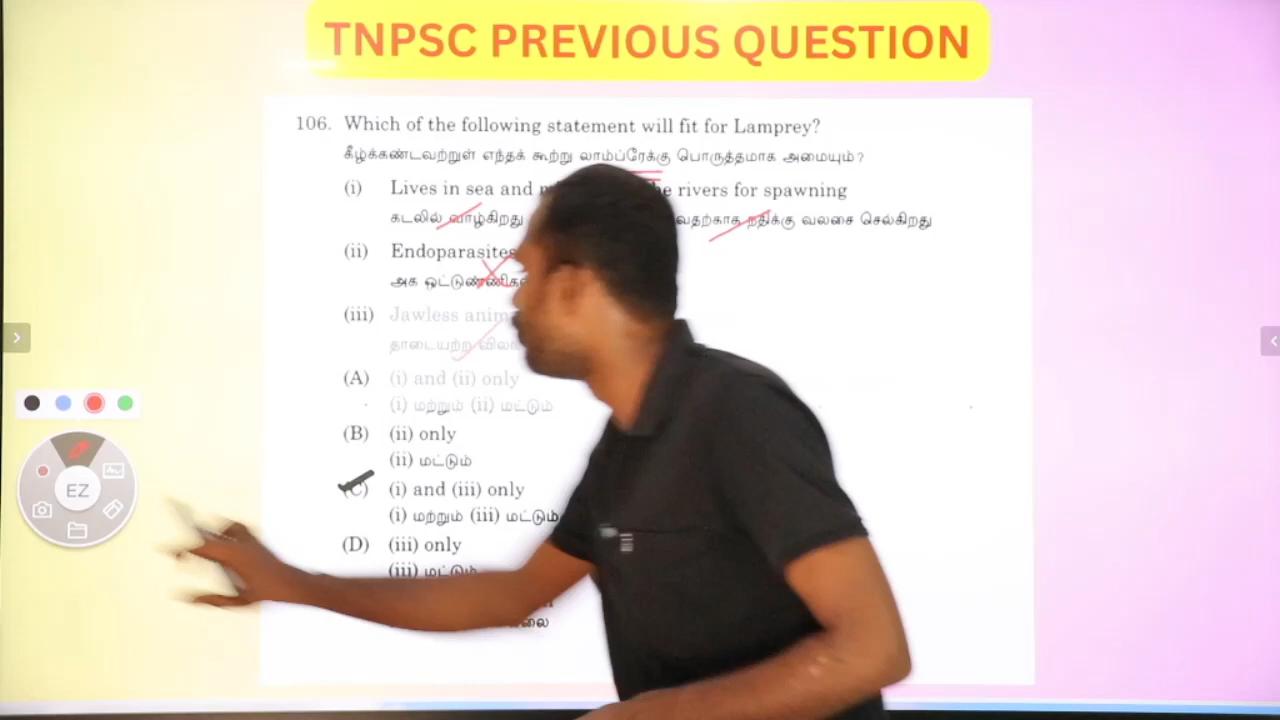 TNPSC PREVIOUS QUESTION
106. Which of the following statement will fit for Lamprey?
கீழ்க்கண்டவற்றுள் எந்தக் கூற்று லாம்ப்ரேக்கு பொருத்தமாக அமையும்?
(i) Lives in sea and rivers for spawning
கடலில் வாழ்கிறது நதிக்கு வலசை செல்கிறது
(ii) Endoparasites
அக ஒட்டுண்ணிகள்
(iii) Jawless
தாடையற்ற
(A) (i) and (ii) only
(i) மற்றும் (ii) மட்டும்
(B) (ii) only
(ii) மட்டும்
(C) (i) and (iii) only
(i) மற்றும் (iii) மட்டும்
(D) (iii) only
(iii) மட்டும்
EZ